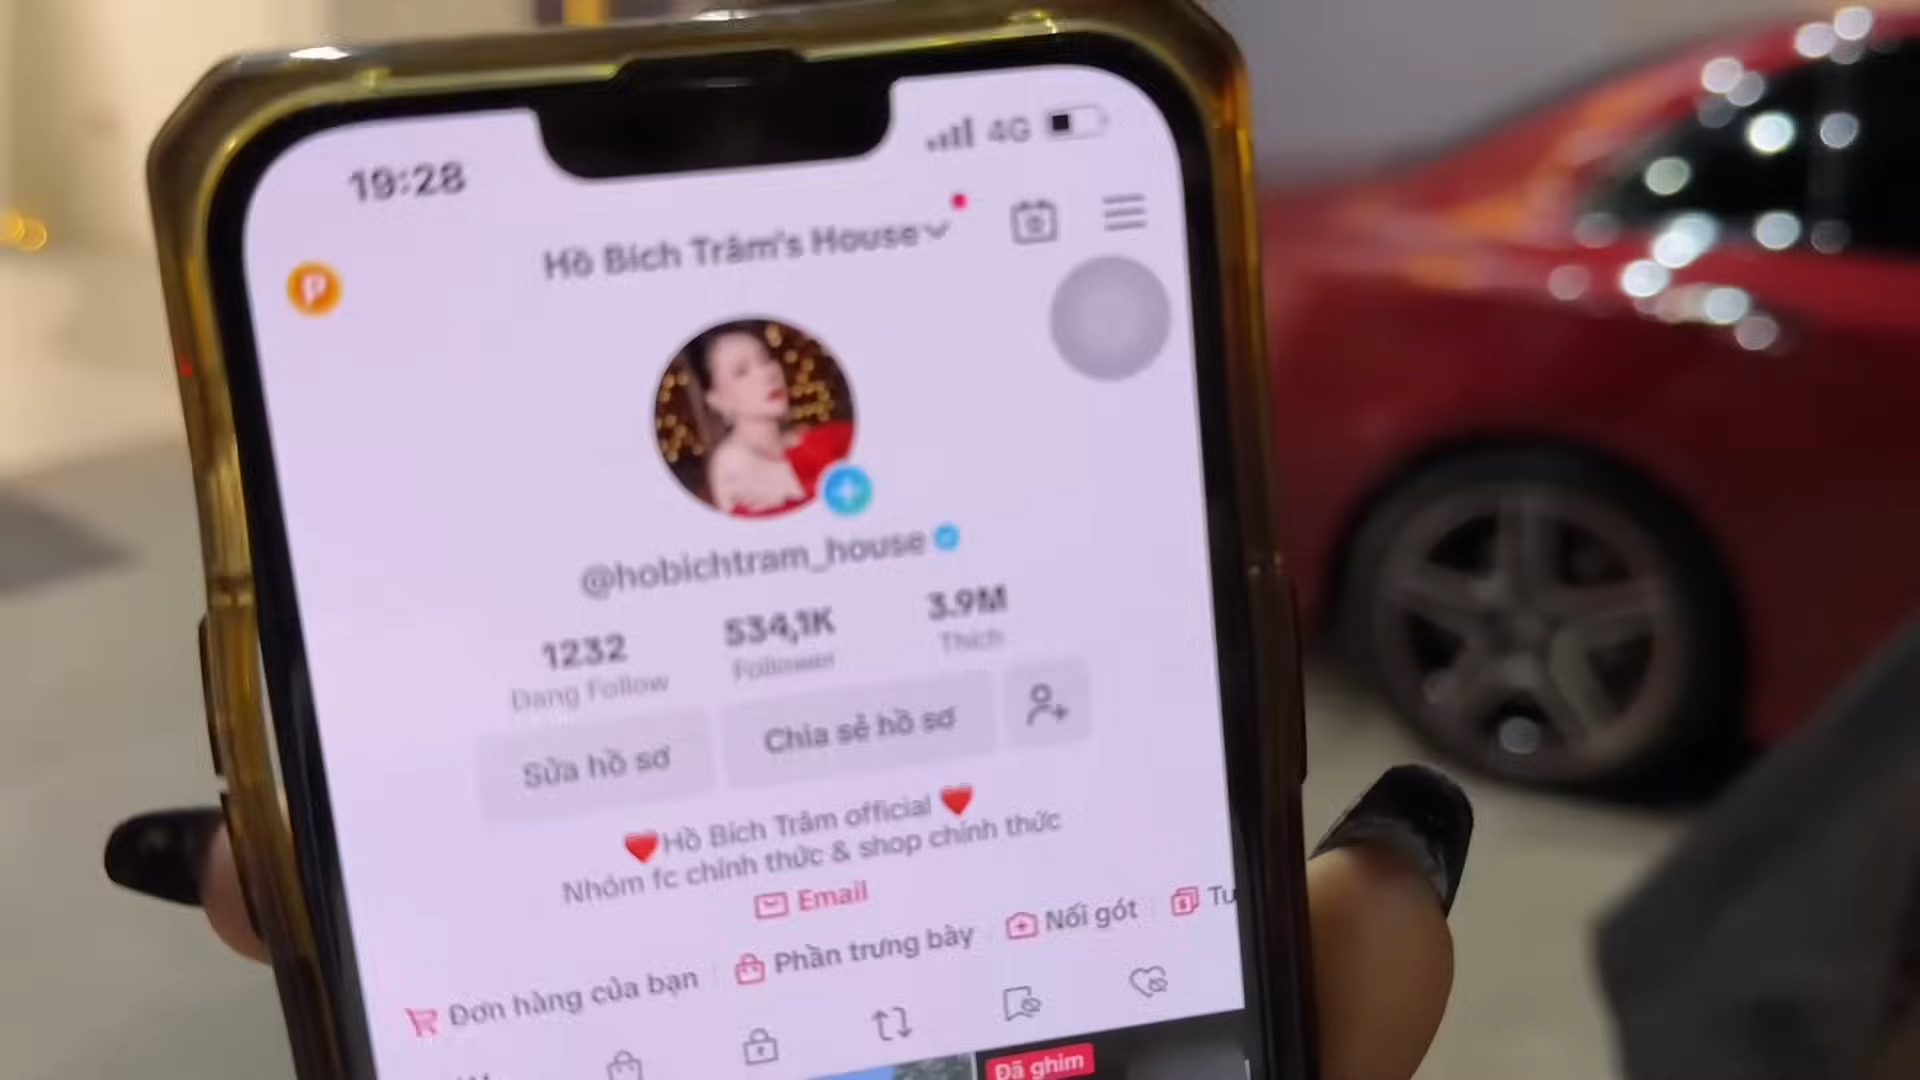 19:28
4G
Hồ Bích Trâm's House
@hobichtram_house
1232
534,1K
3.9M
Đang Follow
Follower
Thích
Sửa hồ sơ
Chia sẻ hồ sơ
Hồ Bích Trâm official
Nhóm fc chính thức & shop chính thức
Email
Đơn hàng của bạn
Phần trưng bày
Nối gót
Tu
Đã ghim